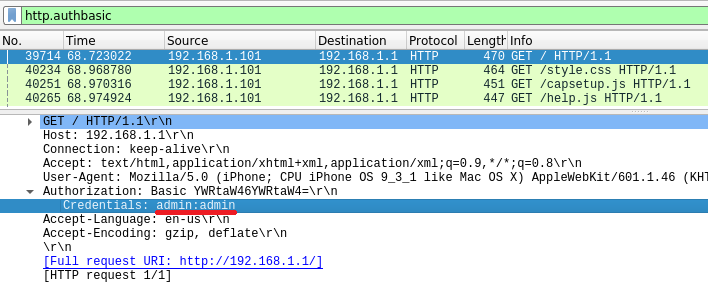 http.authbasic
No. Time Source Destination Protocol Length Info
39714 68.723022 192.168.1.101 192.168.1.1 HTTP 470 GET / HTTP/1.1
40234 68.968780 192.168.1.101 192.168.1.1 HTTP 464 GET /style.css HTTP/1.1
40251 68.970316 192.168.1.101 192.168.1.1 HTTP 451 GET /capsetup.js HTTP/1.1
40265 68.974924 192.168.1.101 192.168.1.1 HTTP 447 GET /help.js HTTP/1.1
GET / HTTP/1.1\r\n
Host: 192.168.1.1\r\n
Connection: keep-alive\r\n
Accept: text/html,application/xhtml+xml,application/xml;q=0.9,*/*;q=0.8\r\n
User-Agent: Mozilla/5.0 (iPhone; CPU iPhone OS 9_3_1 like Mac OS X) AppleWebKit/601.1.46 (KHT
Authorization: Basic YWRtaW46YWRtaW4=\r\n
Credentials: admin:admin
Accept-Language: en-us\r\n
Accept-Encoding: gzip, deflate\r\n
\r\n
[Full request URI: http://192.168.1.1/]
[HTTP request 1/1]